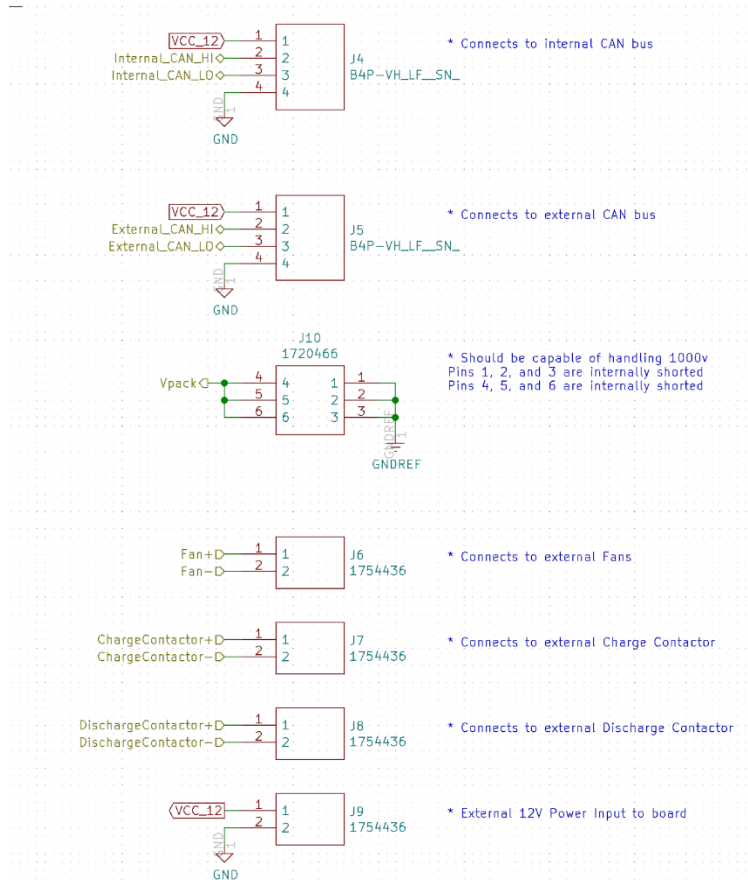 VCC_12 1 1 * Connects to internal CAN bus
Internal_CAN_HI 2 2 J4
Internal_CAN_LO 3 3 B4P-VH_LF__SN_
4 4
GND 1
GND
VCC_12 1 1 * Connects to external CAN bus
External_CAN_HI 2 2 J5
External_CAN_LO 3 3 B4P-VH_LF__SN_
4 4
GND 1
GND
J10
1720466
* Should be capable of handling 1000v
Pins 1, 2, and 3 are internally shorted
Pins 4, 5, and 6 are internally shorted
Vpack 4 4 1 1
5 5 2 2
6 6 3 3
GNDREF 1
GNDREF
Fan+ 1 1 J6 * Connects to external Fans
Fan- 2 2 1754436
ChargeContactor+ 1 1 J7 * Connects to external Charge Contactor
ChargeContactor- 2 2 1754436
DischargeContactor+ 1 1 J8 * Connects to external Discharge Contactor
DischargeContactor- 2 2 1754436
VCC_12 1 1 J9 * External 12V Power Input to board
2 2 1754436
GND 1
GND